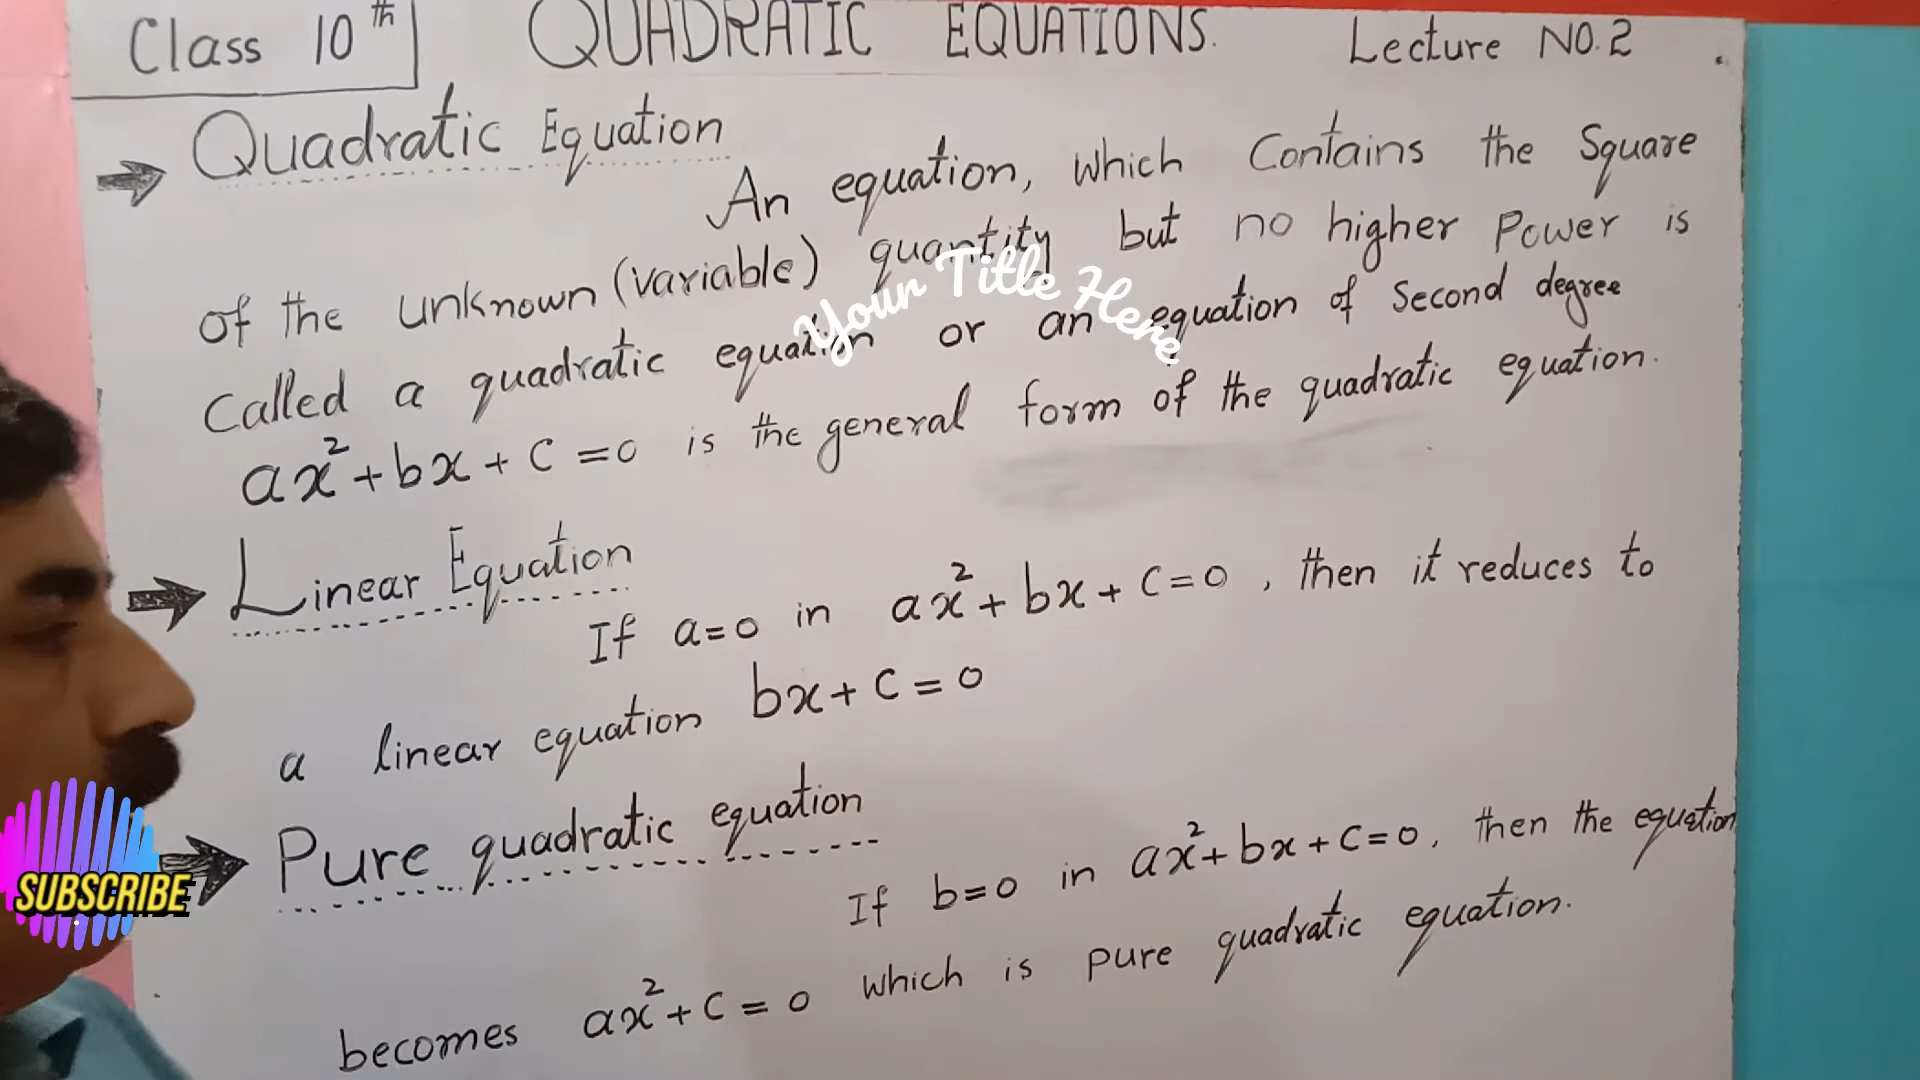 Class 10th QUADRATIC EQUATIONS. Lecture NO.2
Quadratic Equation
An equation, which Contains the Square
of the unknown (variable) quantity but no higher Power is
Called a quadratic equation or an equation of Second degree
ax²+bx+C=0 is the general form of the quadratic equation.
Your Title Here
Linear Equation
If a=0 in ax²+bx+C=0, then it reduces to
a linear equation bx+C=0
Pure quadratic equation
If b=0 in ax²+bx+C=0, then the equation
becomes ax²+C=0 which is pure quadratic equation.
SUBSCRIBE